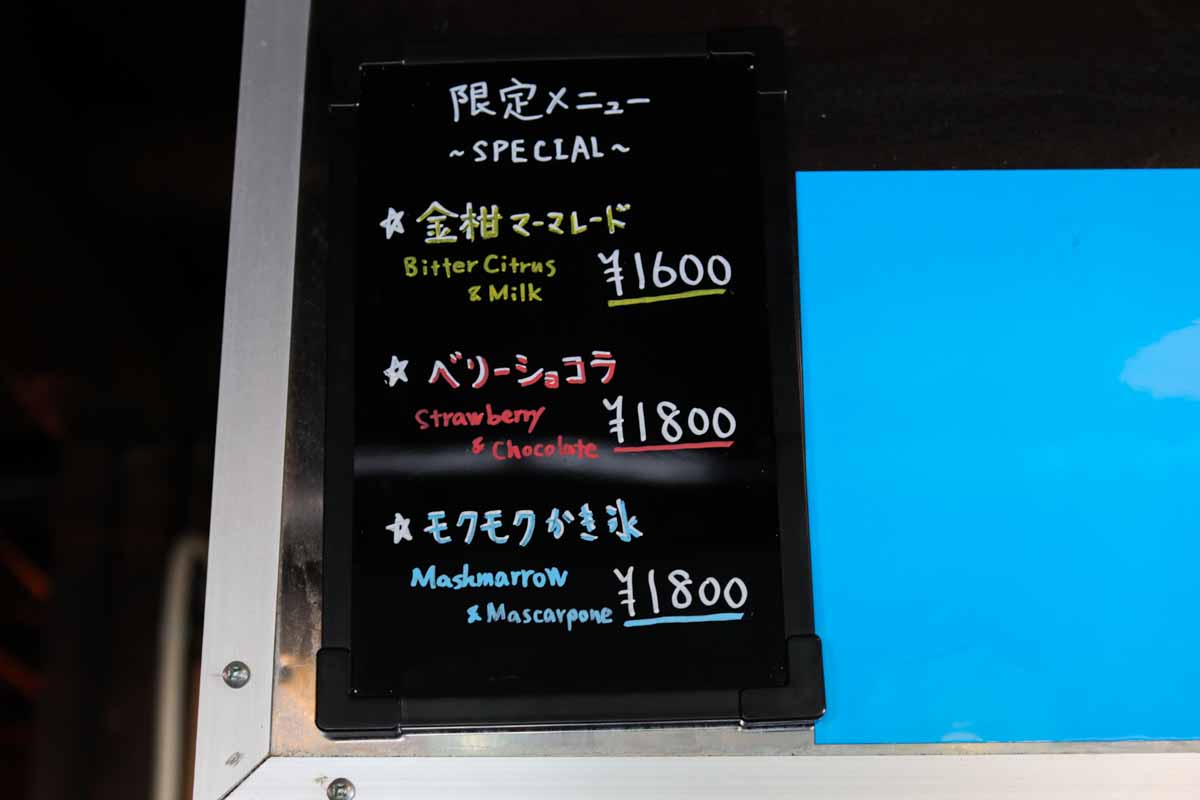 限定メニュー
~SPECIAL~
☆金柑マーマレード
Bitter Citrus
& Milk
¥1600
☆ベリーショコラ
Strawberry
& Chocolate
¥1800
☆モクモクかき氷
Mashmarrow
& Mascarpone
¥1800